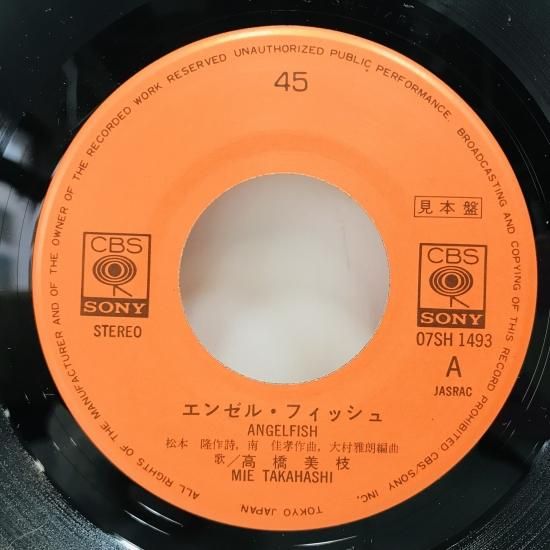 ALL RIGHTS OF THE MANUFACTURER AND OF THE OWNER OF THE RECORDED WORK RESERVED UNAUTHORIZED PUBLIC PERFORMANCE. BROADCASTING AND COPYING OF THIS RECORD PROHIBITED CBS/SONY INC. TOKYO JAPAN
45
見本盤
CBS
SONY
STEREO
CBS
SONY
07SH 1493
A
JASRAC
エンゼル・フィッシュ
ANGELFISH
松本 隆作詩, 南 佳孝作曲, 大村雅朗編曲
歌/高橋美枝
MIE TAKAHASHI